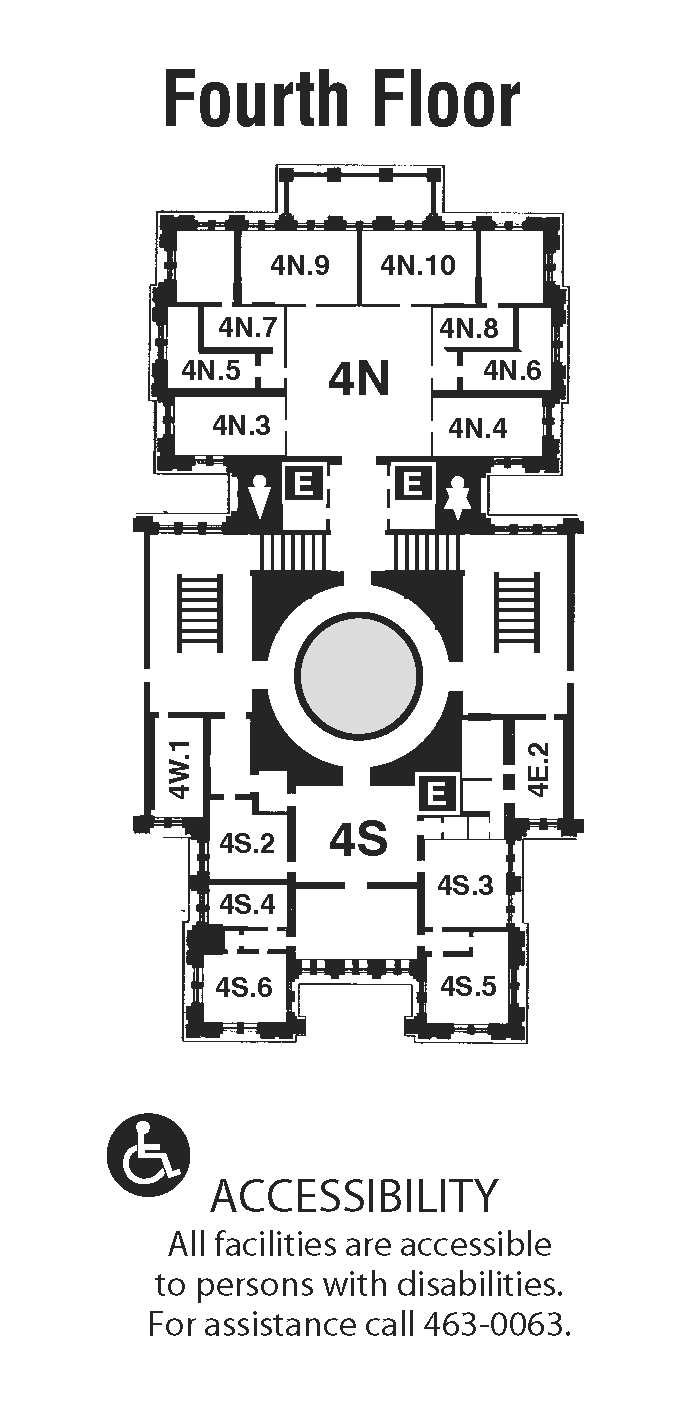 Fourth Floor
4N.9
4N.10
4N.7
4N.8
4N.5
4N
4N.6
4N.3
4N.4
E
E
4W.1
4E.2
E
4S.2
4S
4S.3
4S.4
4S.6
4S.5
ACCESSIBILITY
All facilities are accessible
to persons with disabilities.
For assistance call 463-0063.